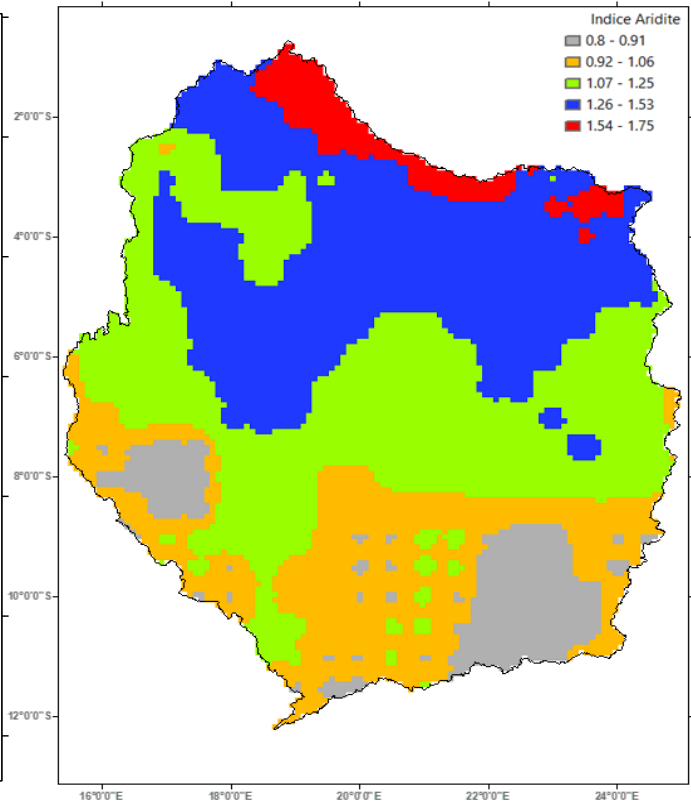 Indice Aridite
0.8 - 0.91
0.92 - 1.06
1.07 - 1.25
1.26 - 1.53
1.54 - 1.75
2°0'0"S
4°0'0"S
6°0'0"S
8°0'0"S
10°0'0"S
12°0'0"S
16°0'0"E
18°0'0"E
20°0'0"E
22°0'0"E
24°0'0"E